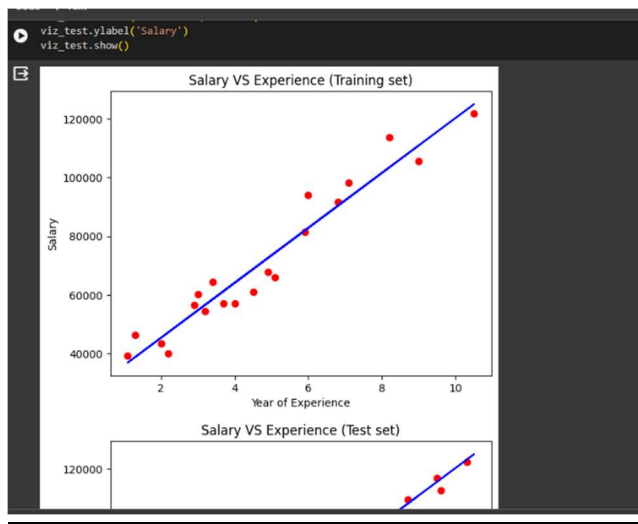 viz_test.ylabel('Salary')
viz_test.show()
Salary VS Experience (Training set)
120000
100000
80000
60000
40000
Salary
2 4 6 8 10
Year of Experience
Salary VS Experience (Test set)
120000